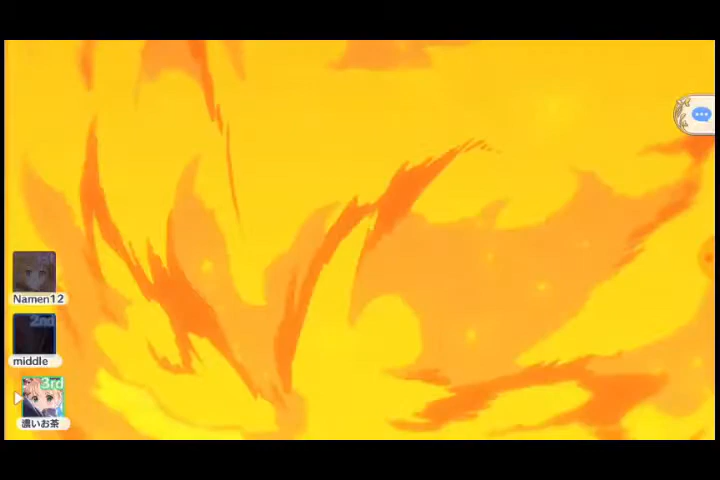 1st
Namen12
2nd
middle
3rd
濃いお茶